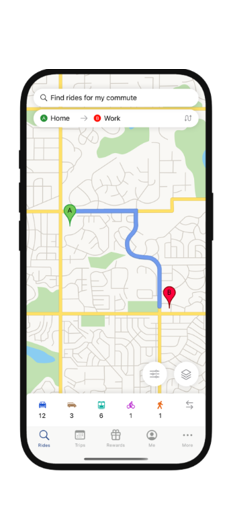 Find rides for my commute
A Home → B Work
A
B
12 3 6 1 1
Rides Trips Rewards Me More